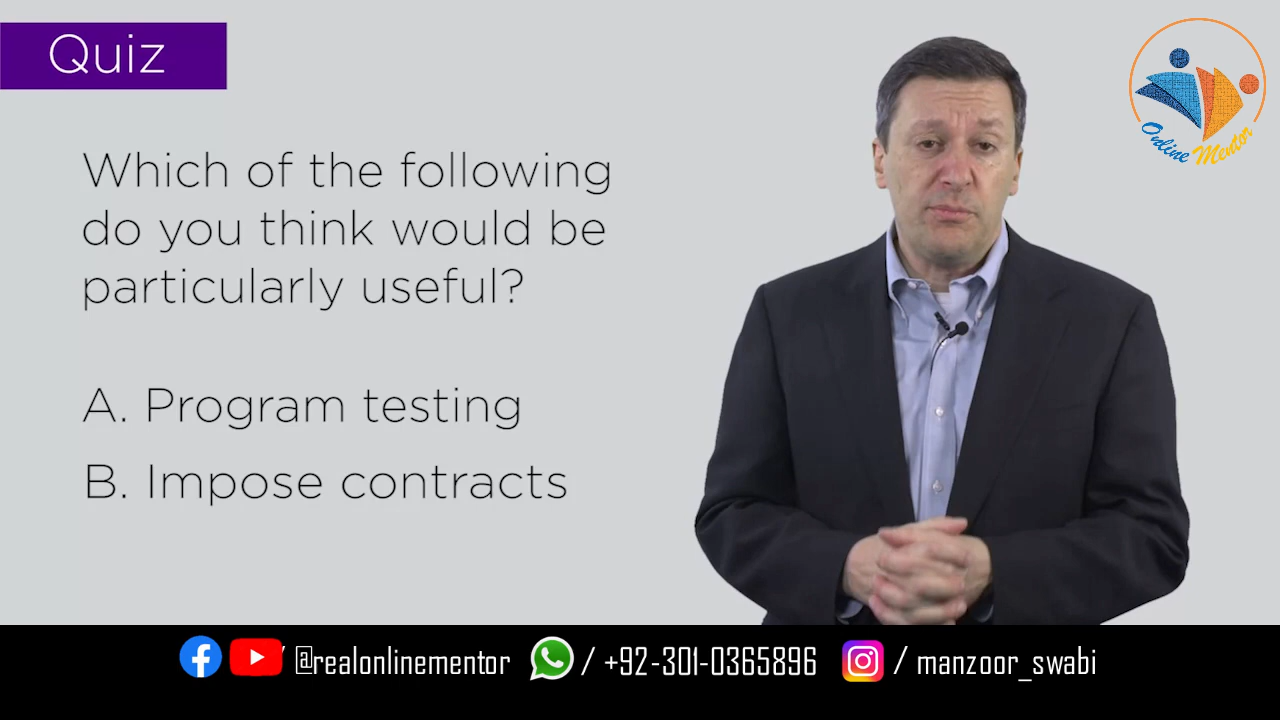 Quiz
Online Mentor
Which of the following
do you think would be
particularly useful?
A. Program testing
B. Impose contracts
/ @realonlinementor / +92-301-0365896 / manzoor_swabi